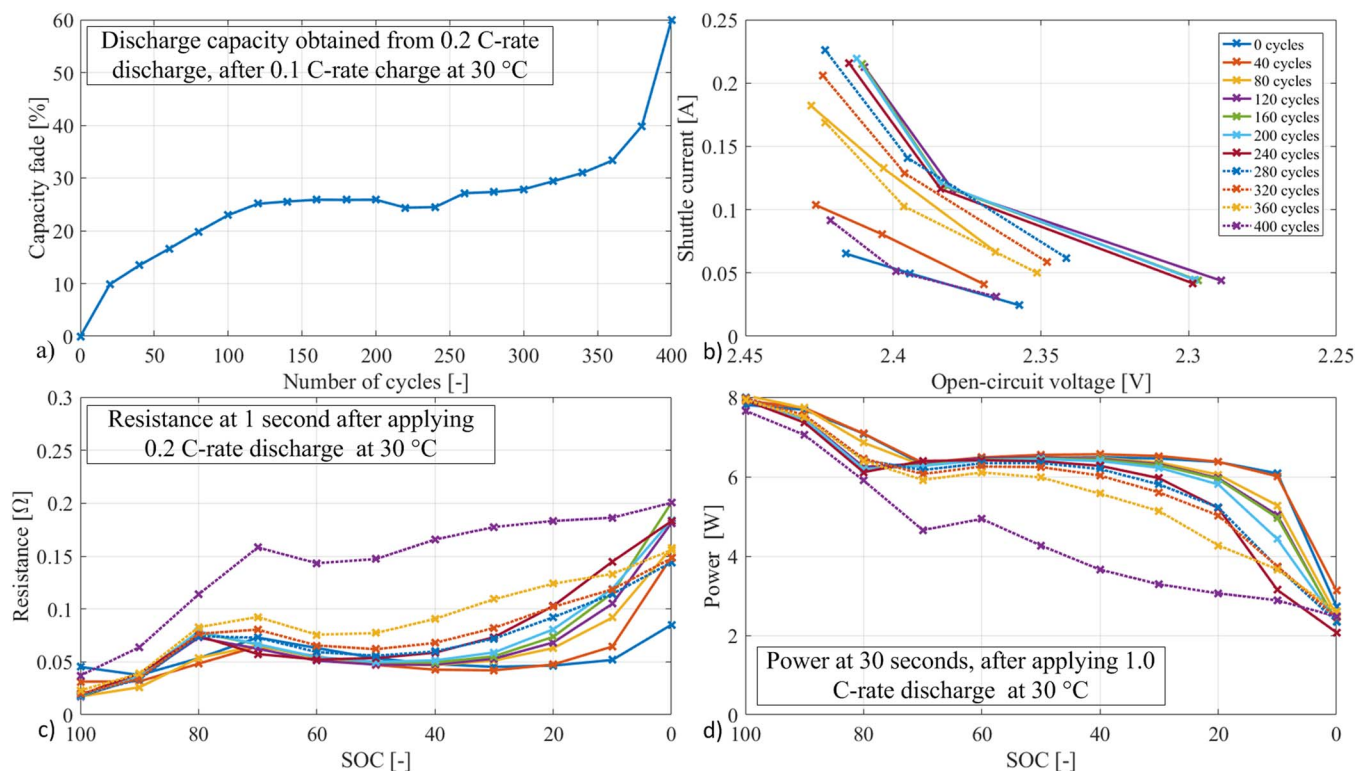 60
50
40
30
20
10
0
Capacity fade [%]
Discharge capacity obtained from 0.2 C-rate
discharge, after 0.1 C-rate charge at 30 °C
a)
0 50 100 150 200 250 300 350 400
Number of cycles [-]
0.25
0.2
0.15
0.1
0.05
0
Shuttle current [A]
0 cycles
40 cycles
80 cycles
120 cycles
160 cycles
200 cycles
240 cycles
280 cycles
320 cycles
360 cycles
400 cycles
b)
2.45 2.4 2.35 2.3 2.25
Open-circuit voltage [V]
0.3
0.25
0.2
0.15
0.1
0.05
0
Resistance [Ω]
Resistance at 1 second after applying
0.2 C-rate discharge at 30 °C
c)
100 80 60 40 20 0
SOC [-]
8
6
4
2
0
Power [W]
Power at 30 seconds, after applying 1.0
C-rate discharge at 30 °C
d)
100 80 60 40 20 0
SOC [-]